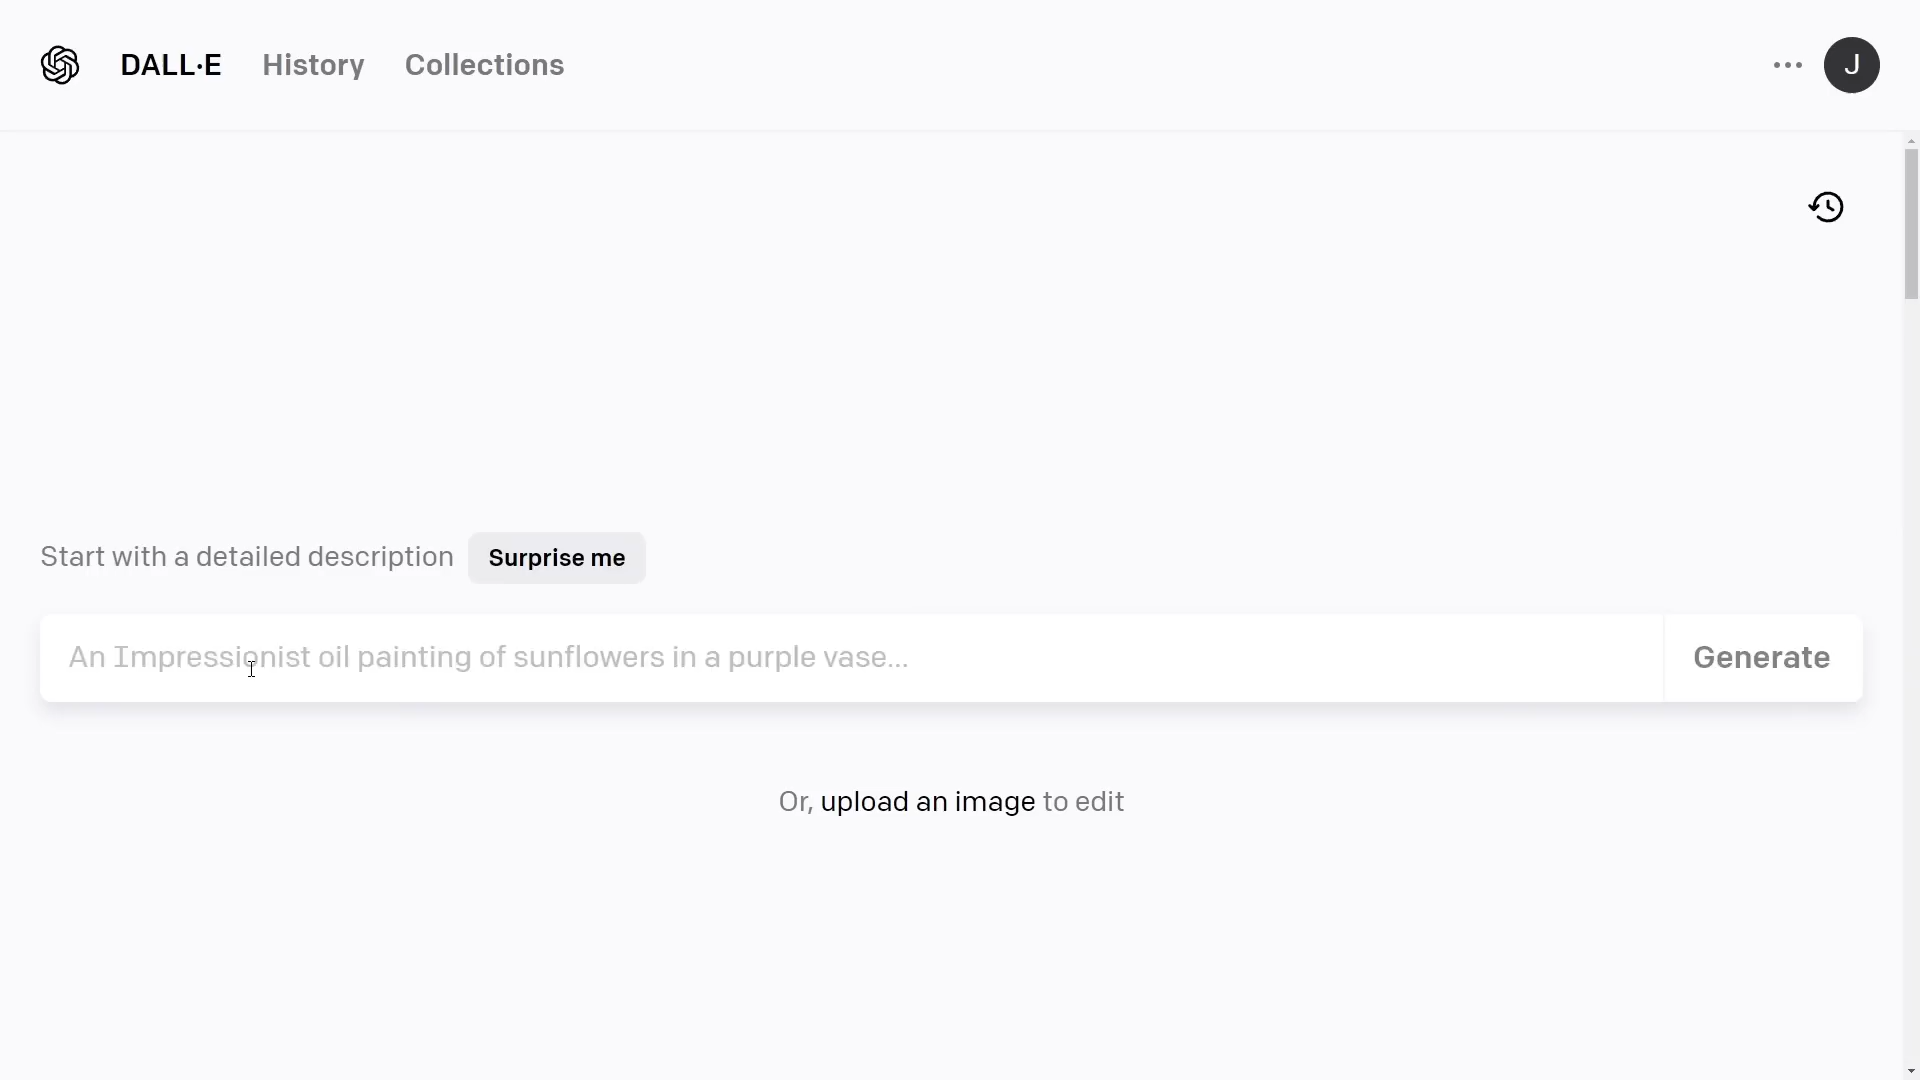 DALL·E History Collections J
Start with a detailed description Surprise me
An Impressionist oil painting of sunflowers in a purple vase... Generate
Or, upload an image to edit